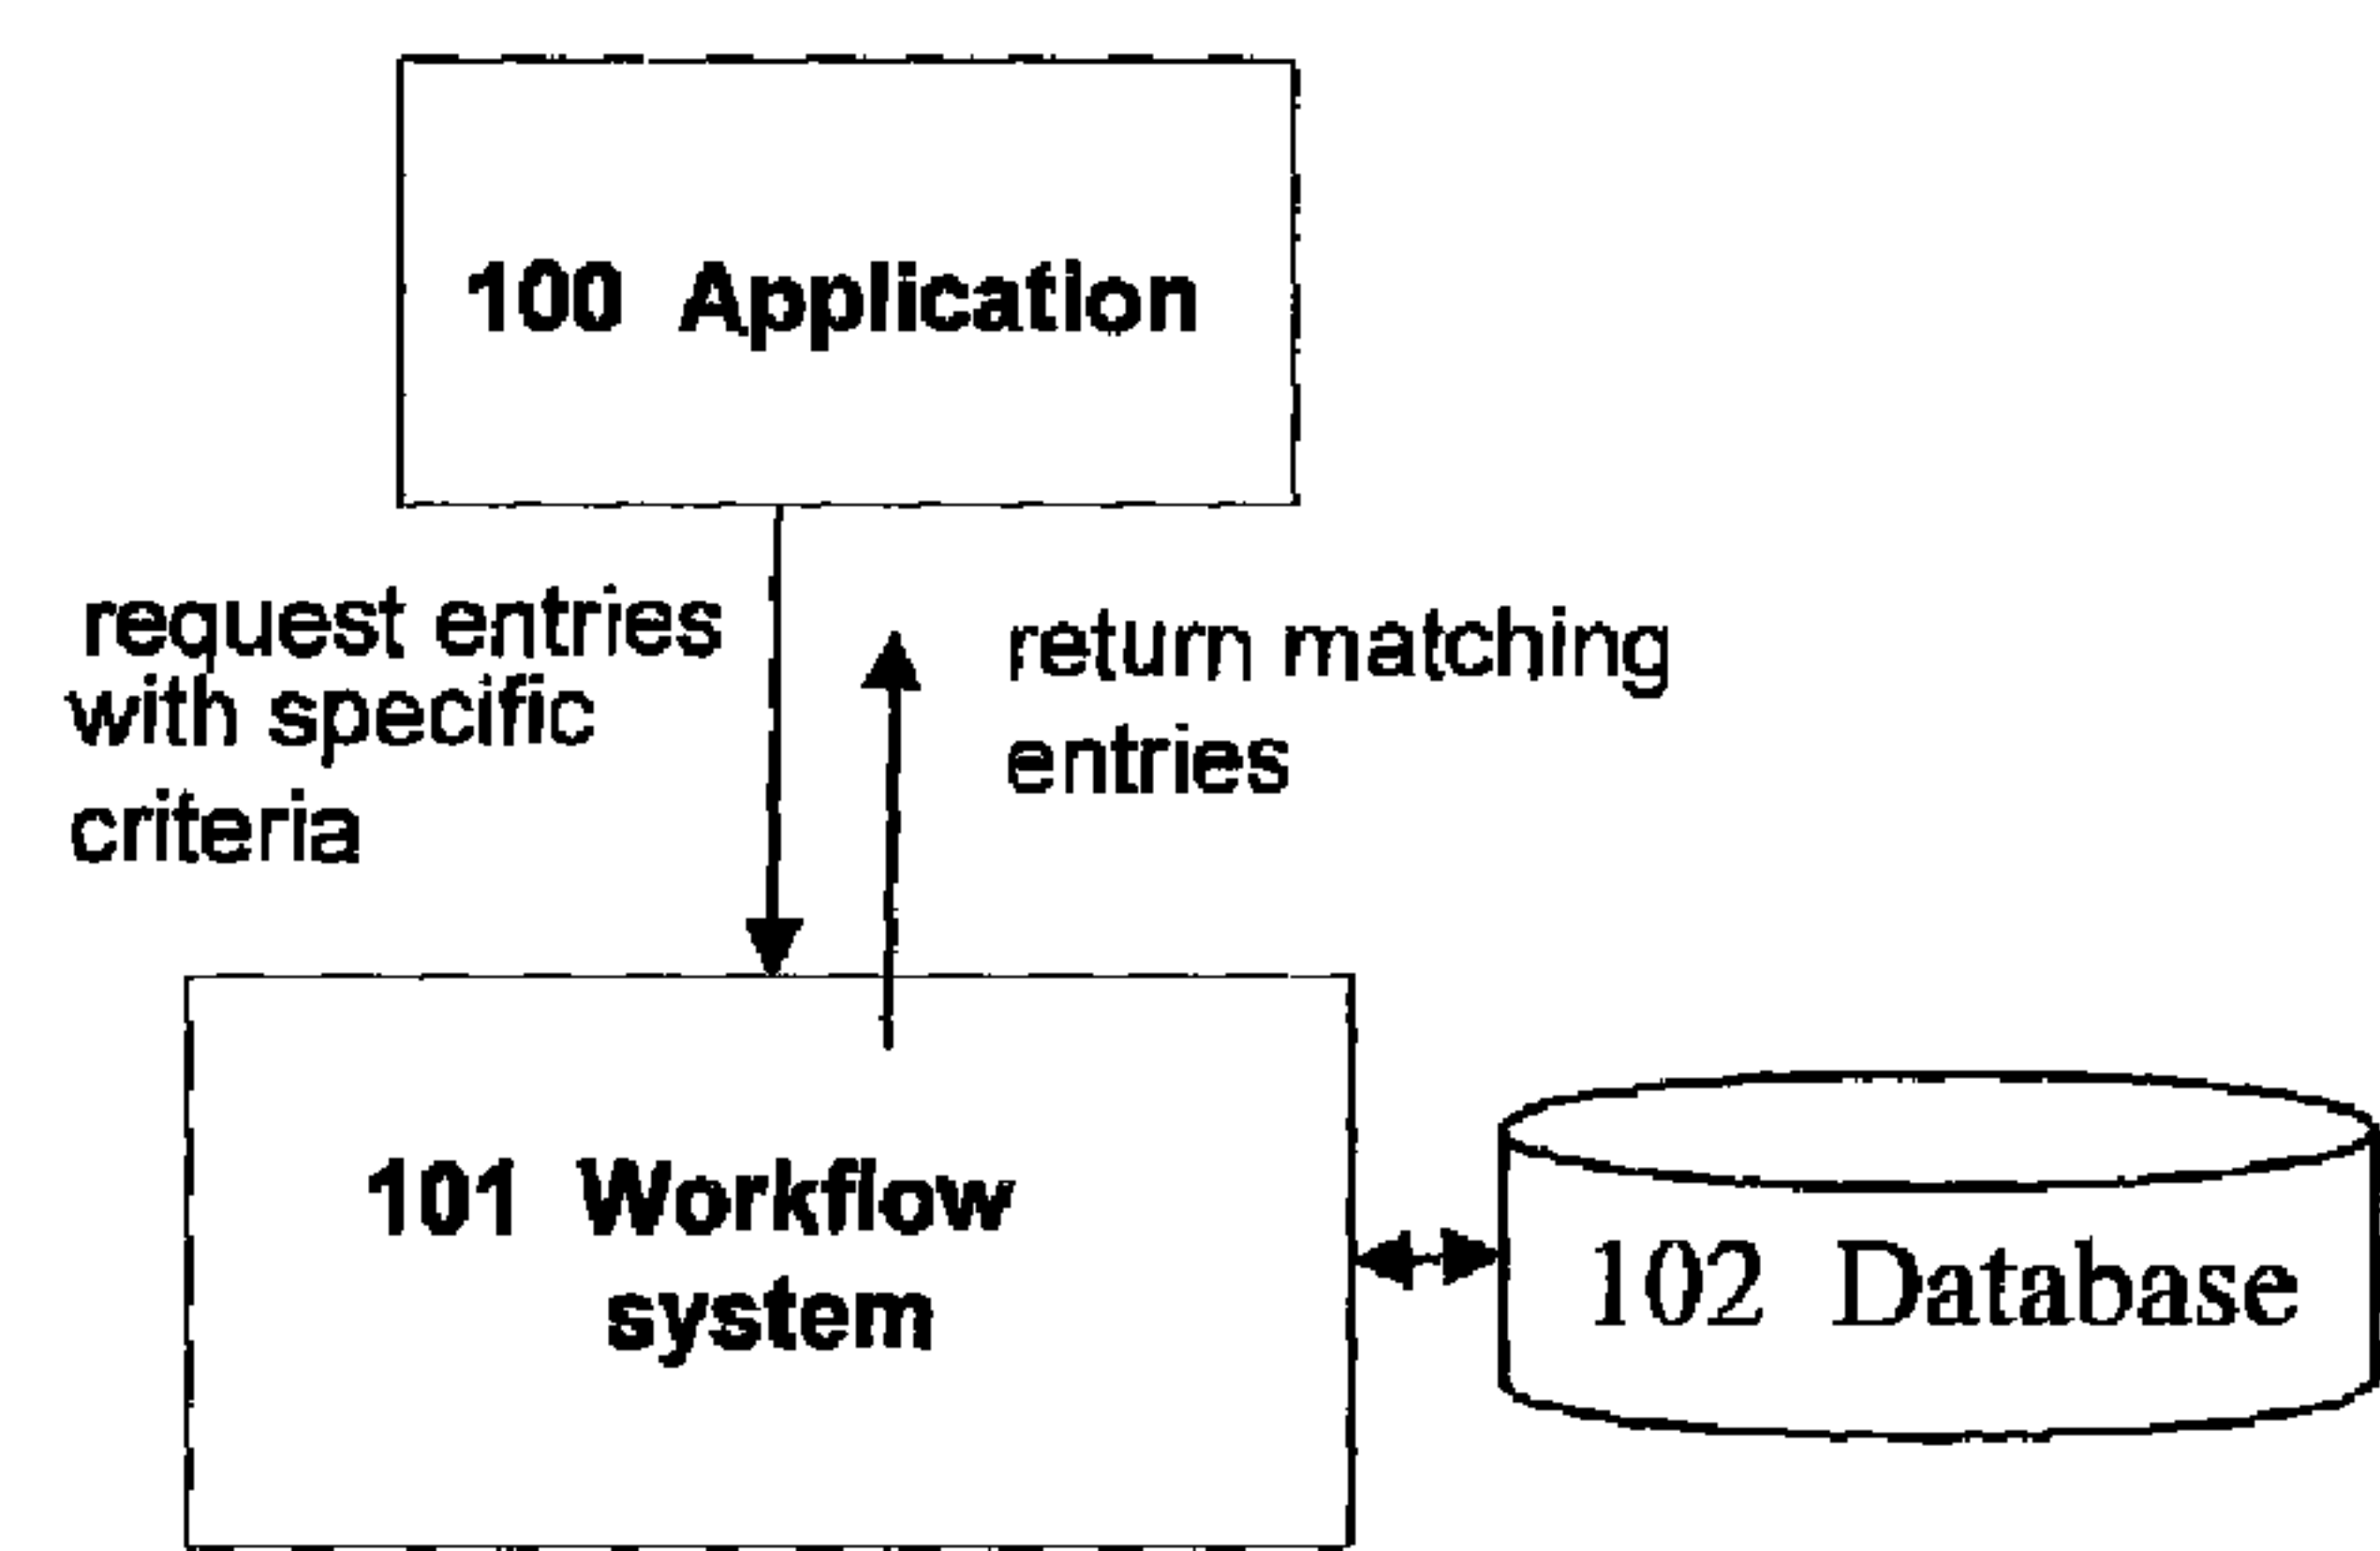 100 Application
request entries
with specific
criteria
return matching
entries
101 Workflow
system
102 Database